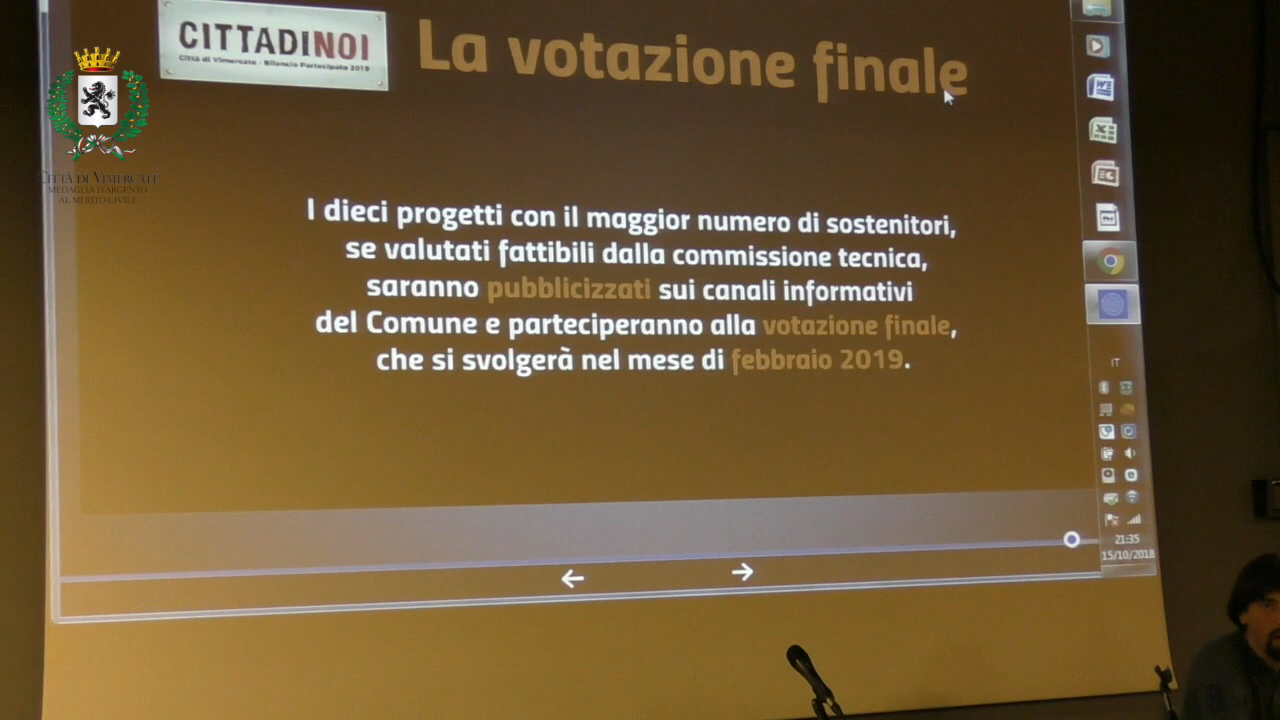 CITTADINOI
Città di Vimercate - Bilancio Partecipato 2019
La votazione finale
CITTÀ DI VIMERCATE
MEDAGLIA D'ARGENTO
AL MERITO CIVILE
I dieci progetti con il maggior numero di sostenitori,
se valutati fattibili dalla commissione tecnica,
saranno pubblicizzati sui canali informativi
del Comune e parteciperanno alla votazione finale,
che si svolgerà nel mese di febbraio 2019.
IT
21:35
15/10/2018